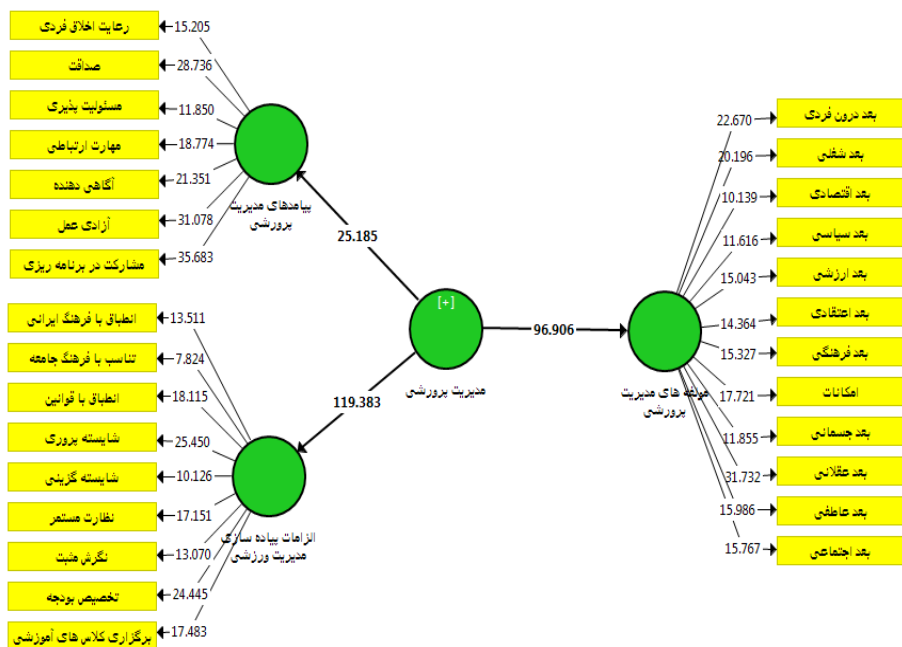 رعایت اخلاق فردی
15.205
صداقت
28.736
مسئولیت پذیری
11.850
مهارت ارتباطی
18.774
آگاهی دهنده
21.351
آزادی عمل
31.078
مشارکت در برنامه ریزی
35.683
پیامدهای مدیریت
پرورشی
25.185
انطباق با فرهنگ ایرانی
13.511
تناسب با فرهنگ جامعه
7.824
انطباق با قوانین
18.115
شایسته پروری
25.450
شایسته گزینی
10.126
نظارت مستمر
17.151
نگرش مثبت
13.070
تخصیص بودجه
24.445
برگزاری کلاس های آموزشی
17.483
الزامات پیاده سازی
مدیریت ورزشی
119.383
[+]
مدیریت پرورشی
96.906
مولفه های مدیریت
پرورشی
بعد درون فردی
22.670
بعد شغلی
20.196
بعد اقتصادی
10.139
بعد سیاسی
11.616
بعد ارزشی
15.043
بعد اعتقادی
14.364
بعد فرهنگی
15.327
امکانات
17.721
بعد جسمانی
11.855
بعد عقلانی
31.732
بعد عاطفی
15.986
بعد اجتماعی
15.767